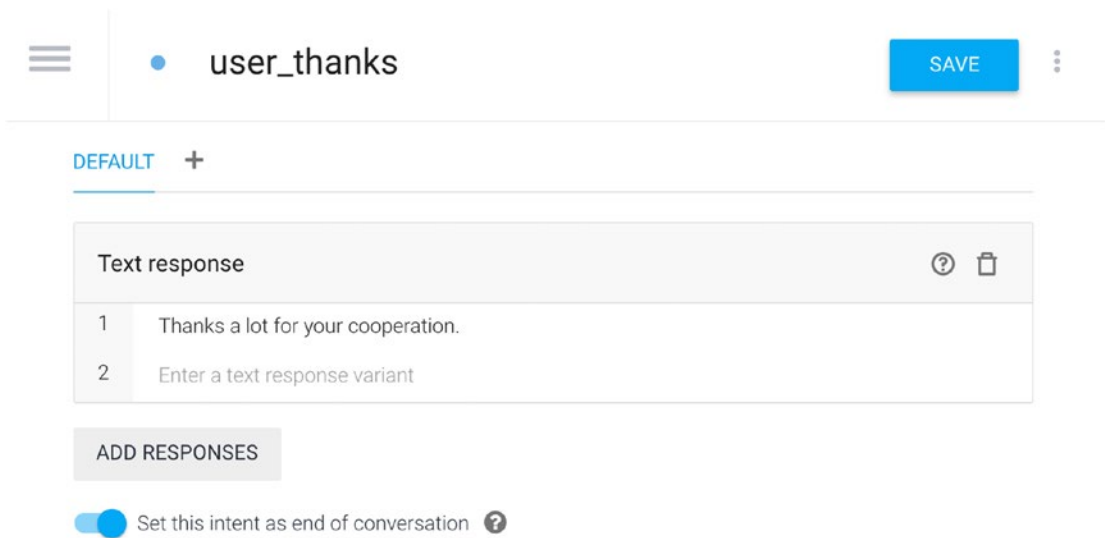 user_thanks
SAVE
DEFAULT +
Text response
1 Thanks a lot for your cooperation.
2 Enter a text response variant
ADD RESPONSES
Set this intent as end of conversation